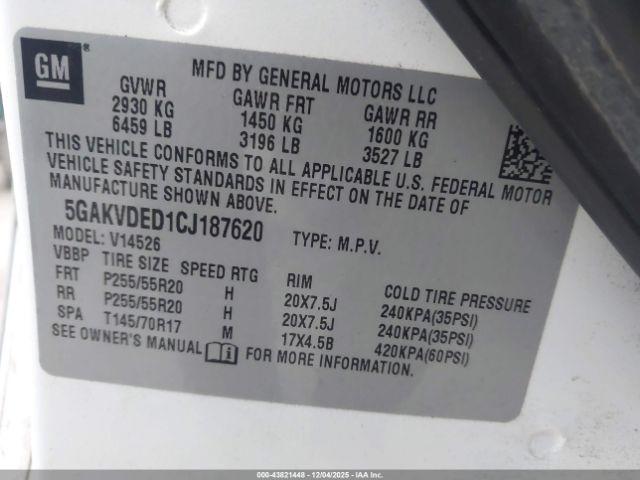 GM
MFD BY GENERAL MOTORS LLC
GVWR GAWR FRT GAWR RR
2930 KG 1450 KG 1600 KG
6459 LB 3196 LB 3527 LB
THIS VEHICLE CONFORMS TO ALL APPLICABLE U.S. FEDERAL MOTOR
VEHICLE SAFETY STANDARDS IN EFFECT ON THE DATE OF
MANUFACTURE SHOWN ABOVE.
5GAKVDED1CJ187620 TYPE: M.P.V.
MODEL: V14526
VBBP TIRE SIZE SPEED RTG RIM COLD TIRE PRESSURE
FRT P255/55R20 H 20X7.5J 240KPA(35PSI)
RR P255/55R20 H 20X7.5J 240KPA(35PSI)
SPA T145/70R17 M 17X4.5B 420KPA(60PSI)
SEE OWNER'S MANUAL i FOR MORE INFORMATION.
000-43821448 - 12/04/2025 - IAAI.CA - Copart